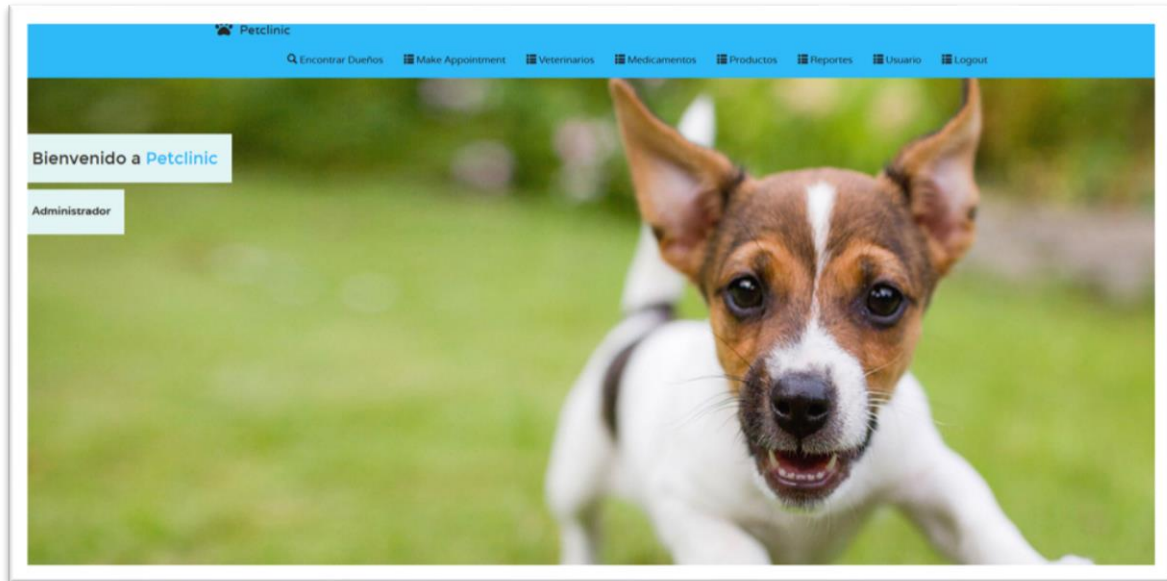 Petclinic
Encontrar Dueños Make Appointment Veterinarios Medicamentos Productos Reportes Usuario Logout
Bienvenido a Petclinic
Administrador